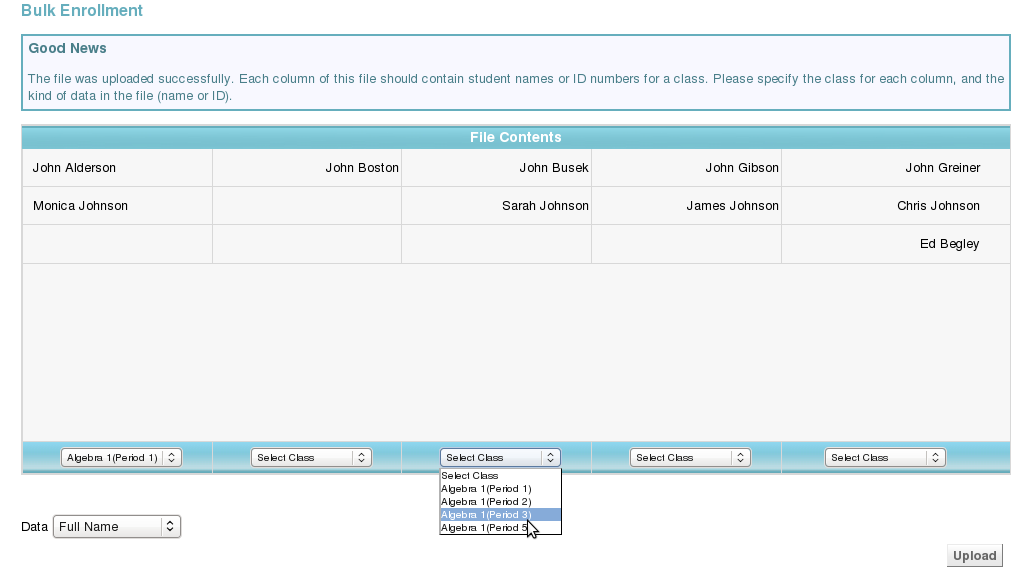 Bulk Enrollment
Good News
The file was uploaded successfully. Each column of this file should contain student names or ID numbers for a class. Please specify the class for each column, and the
kind of data in the file (name or ID).
File Contents
John Alderson John Boston John Busek John Gibson John Greiner
Monica Johnson Sarah Johnson James Johnson Chris Johnson
Ed Begley
Algebra 1(Period 1) Select Class Select Class Select Class Select Class
Select Class
Algebra 1(Period 1)
Algebra 1(Period 2)
Algebra 1(Period 3)
Algebra 1(Period 5
Data Full Name
Upload